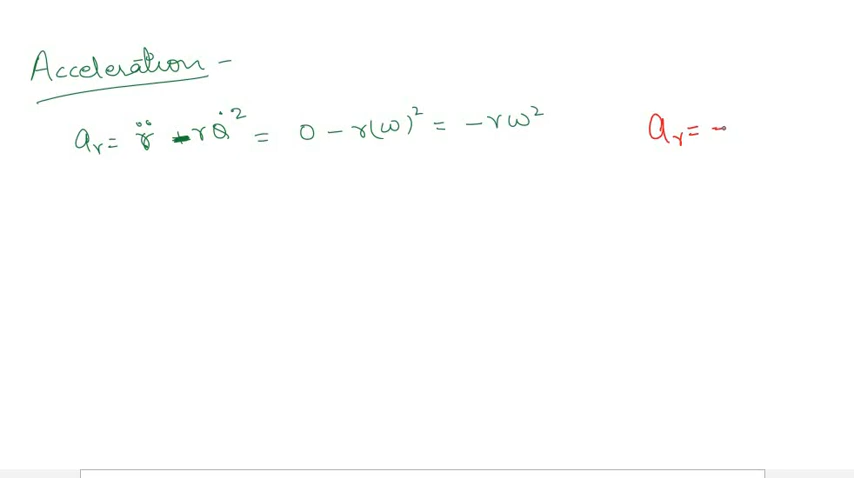 Acceleration -
a_r = r̈ - rθ̇² = 0 - r(ω)² = -rω²
a_r = -